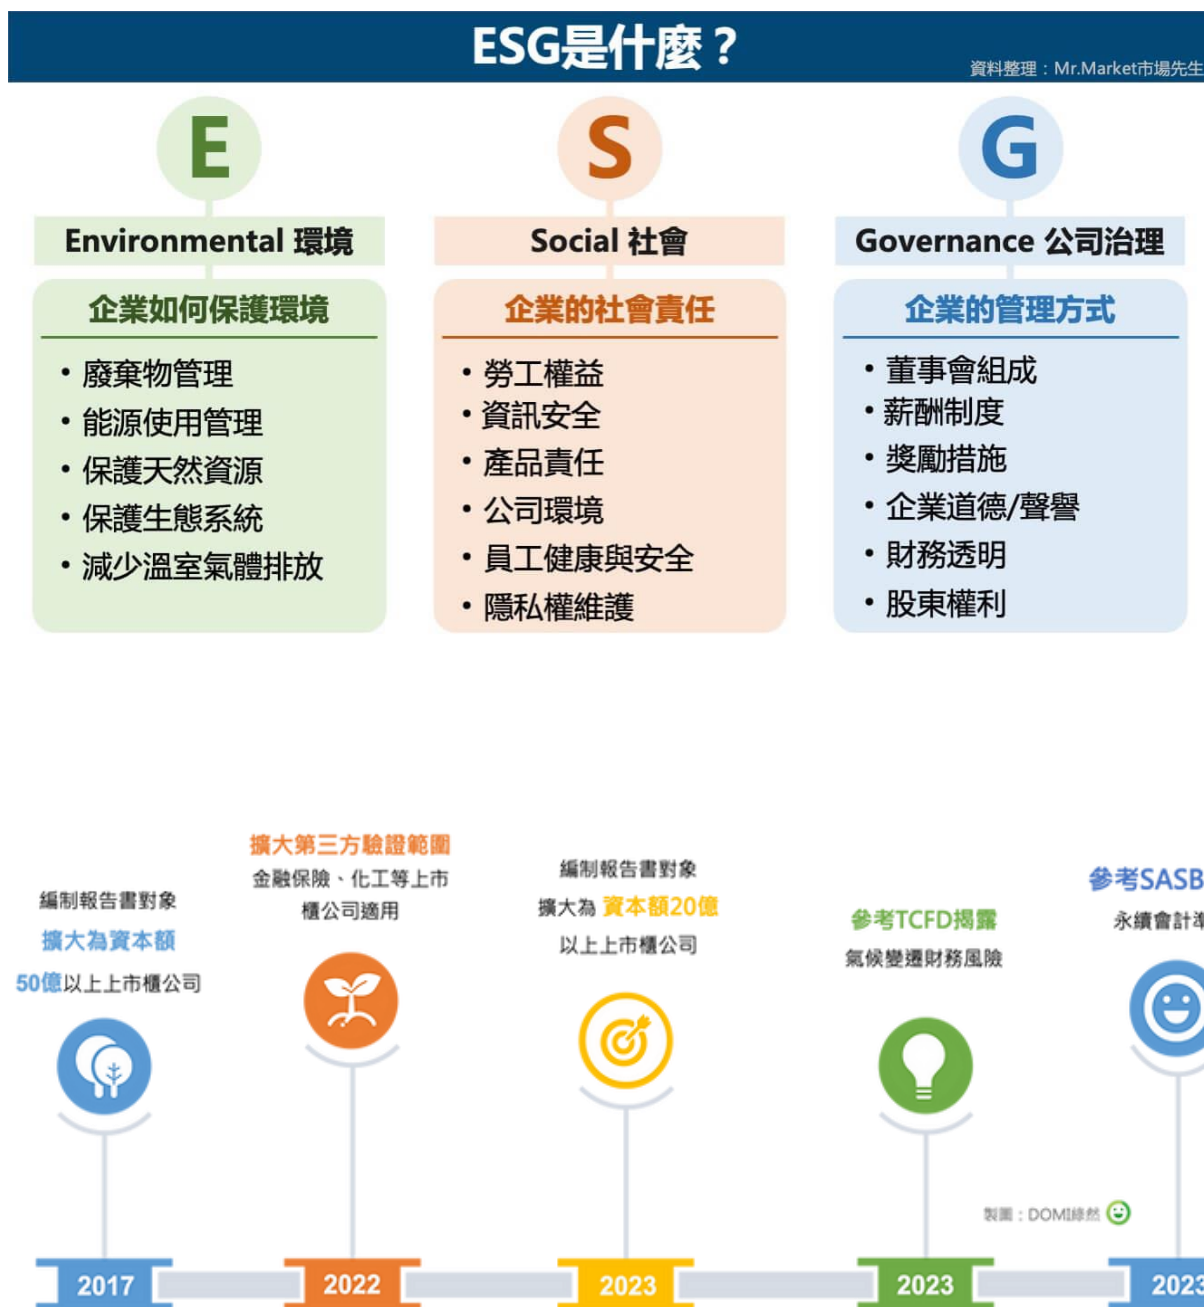 ESG是什麼？
資料整理：Mr.Market市場先生
E
Environmental 環境
企業如何保護環境
• 廢棄物管理
• 能源使用管理
• 保護天然資源
• 保護生態系統
• 減少溫室氣體排放
S
Social 社會
企業的社會責任
• 勞工權益
• 資訊安全
• 產品責任
• 公司環境
• 員工健康與安全
• 隱私權維護
G
Governance 公司治理
企業的管理方式
• 董事會組成
• 薪酬制度
• 獎勵措施
• 企業道德/聲譽
• 財務透明
• 股東權利
編制報告書對象
擴大為資本額
50億以上上市櫃公司
2017
擴大第三方驗證範圍
金融保險、化工等上市
櫃公司適用
2022
編制報告書對象
擴大為 資本額20億
以上上市櫃公司
2023
參考TCFD揭露
氣候變遷財務風險
2023
參考SASB
永續會計準
2023
製圖：DOMI綠然